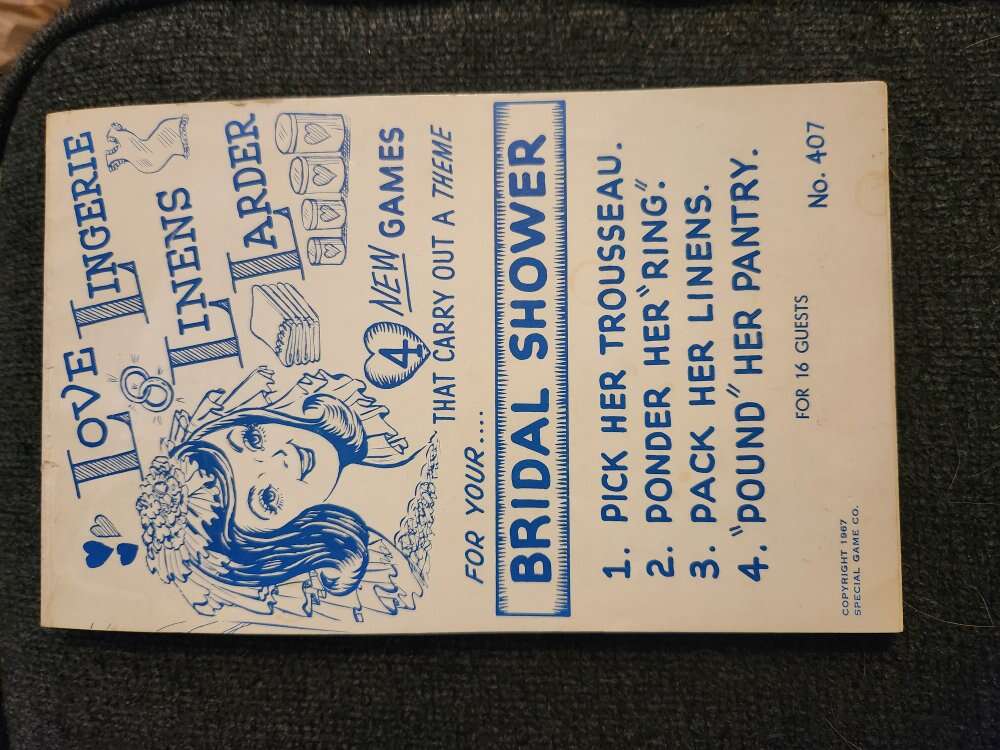 LOVE LINGERIE
LINENS
LARDER
4 NEW GAMES
THAT CARRY OUT A THEME
FOR YOUR....
BRIDAL SHOWER
1. PICK HER TROUSSEAU.
2. PONDER HER "RING".
3. PACK HER LINENS.
4. "POUND" HER PANTRY.
FOR 16 GUESTS
No. 407
COPYRIGHT 1967
SPECIAL GAME CO.